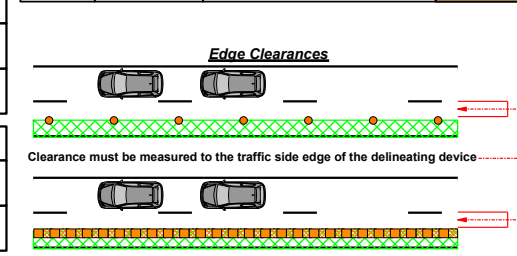 Edge Clearances
Clearance must be measured to the traffic side edge of the delineating device